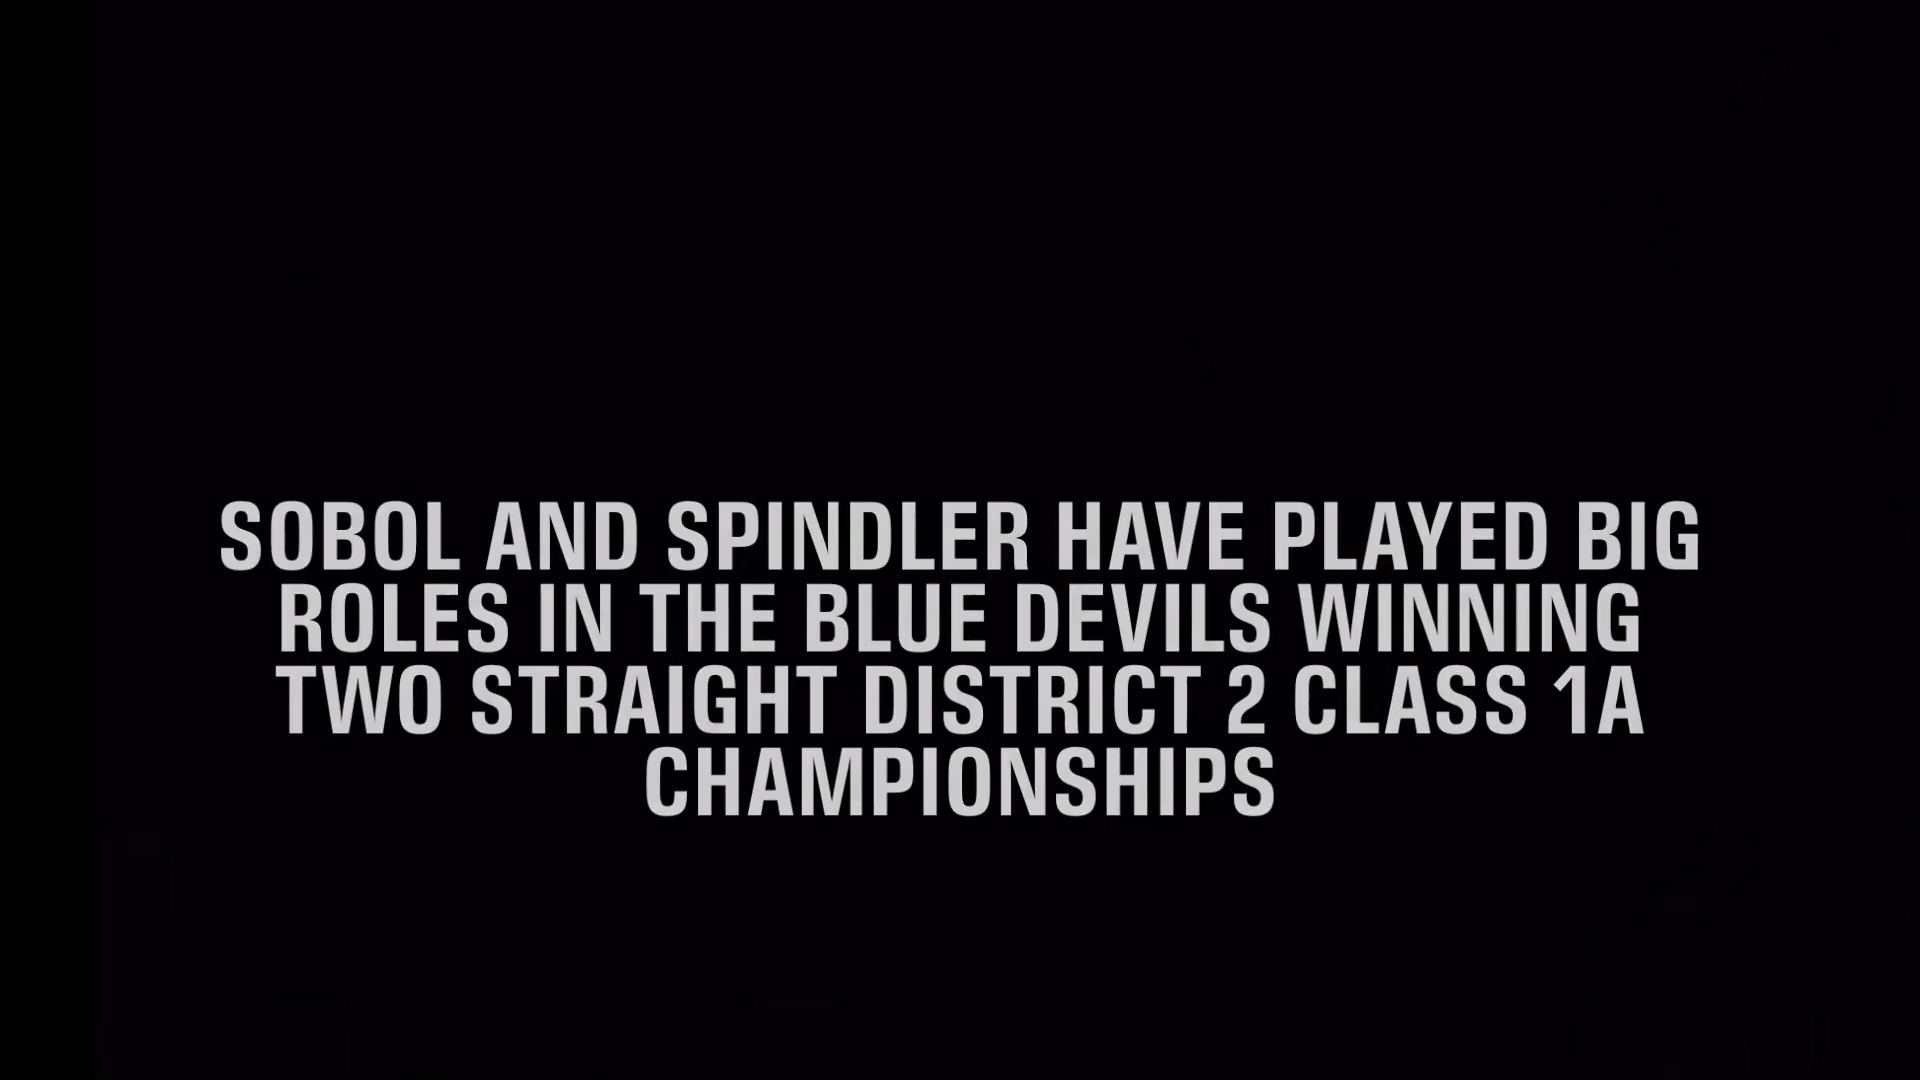 SOBOL AND SPINDLER HAVE PLAYED BIG
ROLES IN THE BLUE DEVILS WINNING
TWO STRAIGHT DISTRICT 2 CLASS 1A
CHAMPIONSHIPS